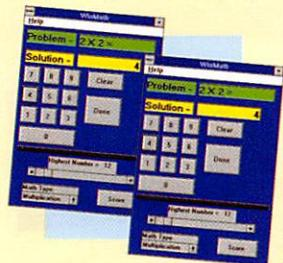 WinMath
Help
Problem - 2 X 2 =
Solution - 4
7 8 9 Clear
4 5 6
1 2 3 Done
0
Highest Number = 12
Math Type
Multiplication Score
WinMath
Help
Problem - 2 X 2 =
Solution - 4
7 8 9 Clear
4 5 6
1 2 3 Done
0
Highest Number = 12
Math Type
Multiplication Score